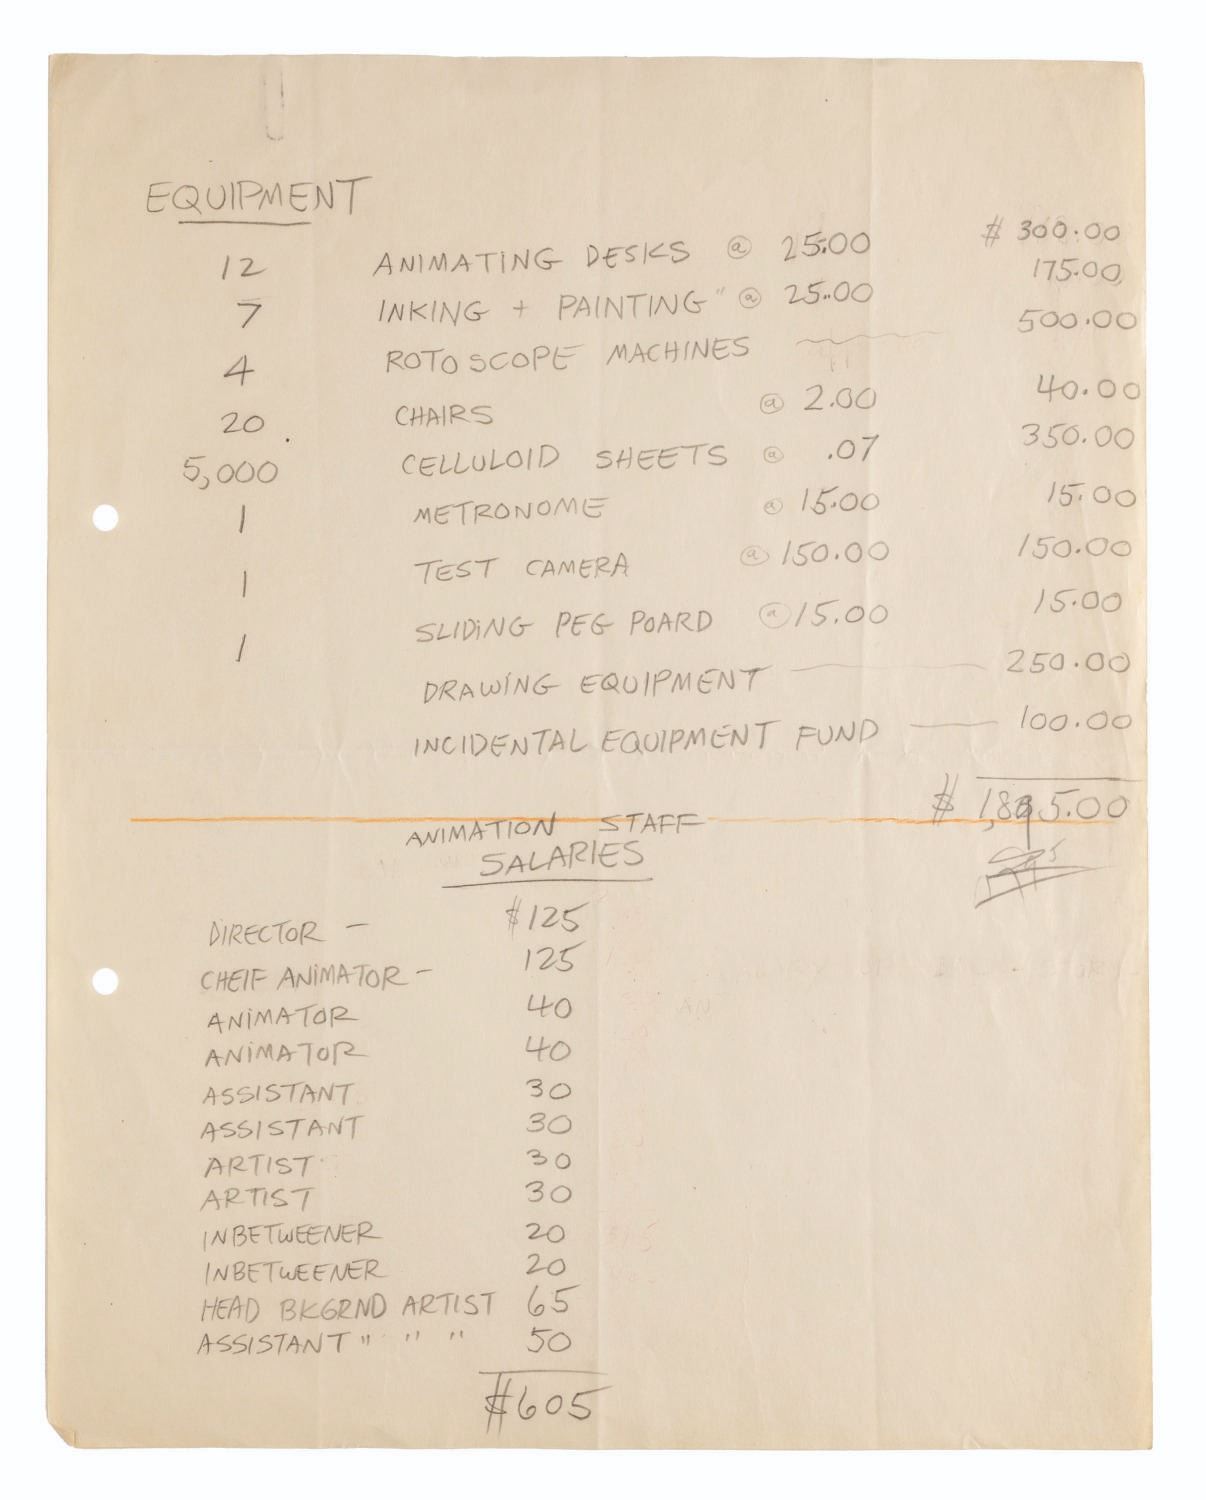 EQUIPMENT
12 ANIMATING DESKS @ 25.00 $ 300.00
7 INKING + PAINTING " @ 25.00 175.00
4 ROTOSCOPE MACHINES 500.00
20 CHAIRS @ 2.00 40.00
5,000 CELLULOID SHEETS @ .07 350.00
1 METRONOME @ 15.00 15.00
1 TEST CAMERA @ 150.00 150.00
1 SLIDING PEG POARD @ 15.00 15.00
DRAWING EQUIPMENT — 250.00
INCIDENTAL EQUIPMENT FUND — 100.00
$ 1,895.00
ANIMATION STAFF
SALARIES
DIRECTOR – $125
CHEIF ANIMATOR – 125
ANIMATOR 40
ANIMATOR 40
ASSISTANT 30
ASSISTANT 30
ARTIST 30
ARTIST 30
INBETWEENER 20
INBETWEENER 20
HEAD BKGRND ARTIST 65
ASSISTANT " " " 50
$605